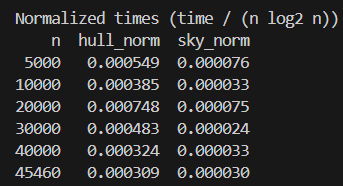 Normalized times (time / (n log2 n))
n hull_norm sky_norm
5000 0.000549 0.000076
10000 0.000385 0.000033
20000 0.000748 0.000075
30000 0.000483 0.000024
40000 0.000324 0.000033
45460 0.000309 0.000030